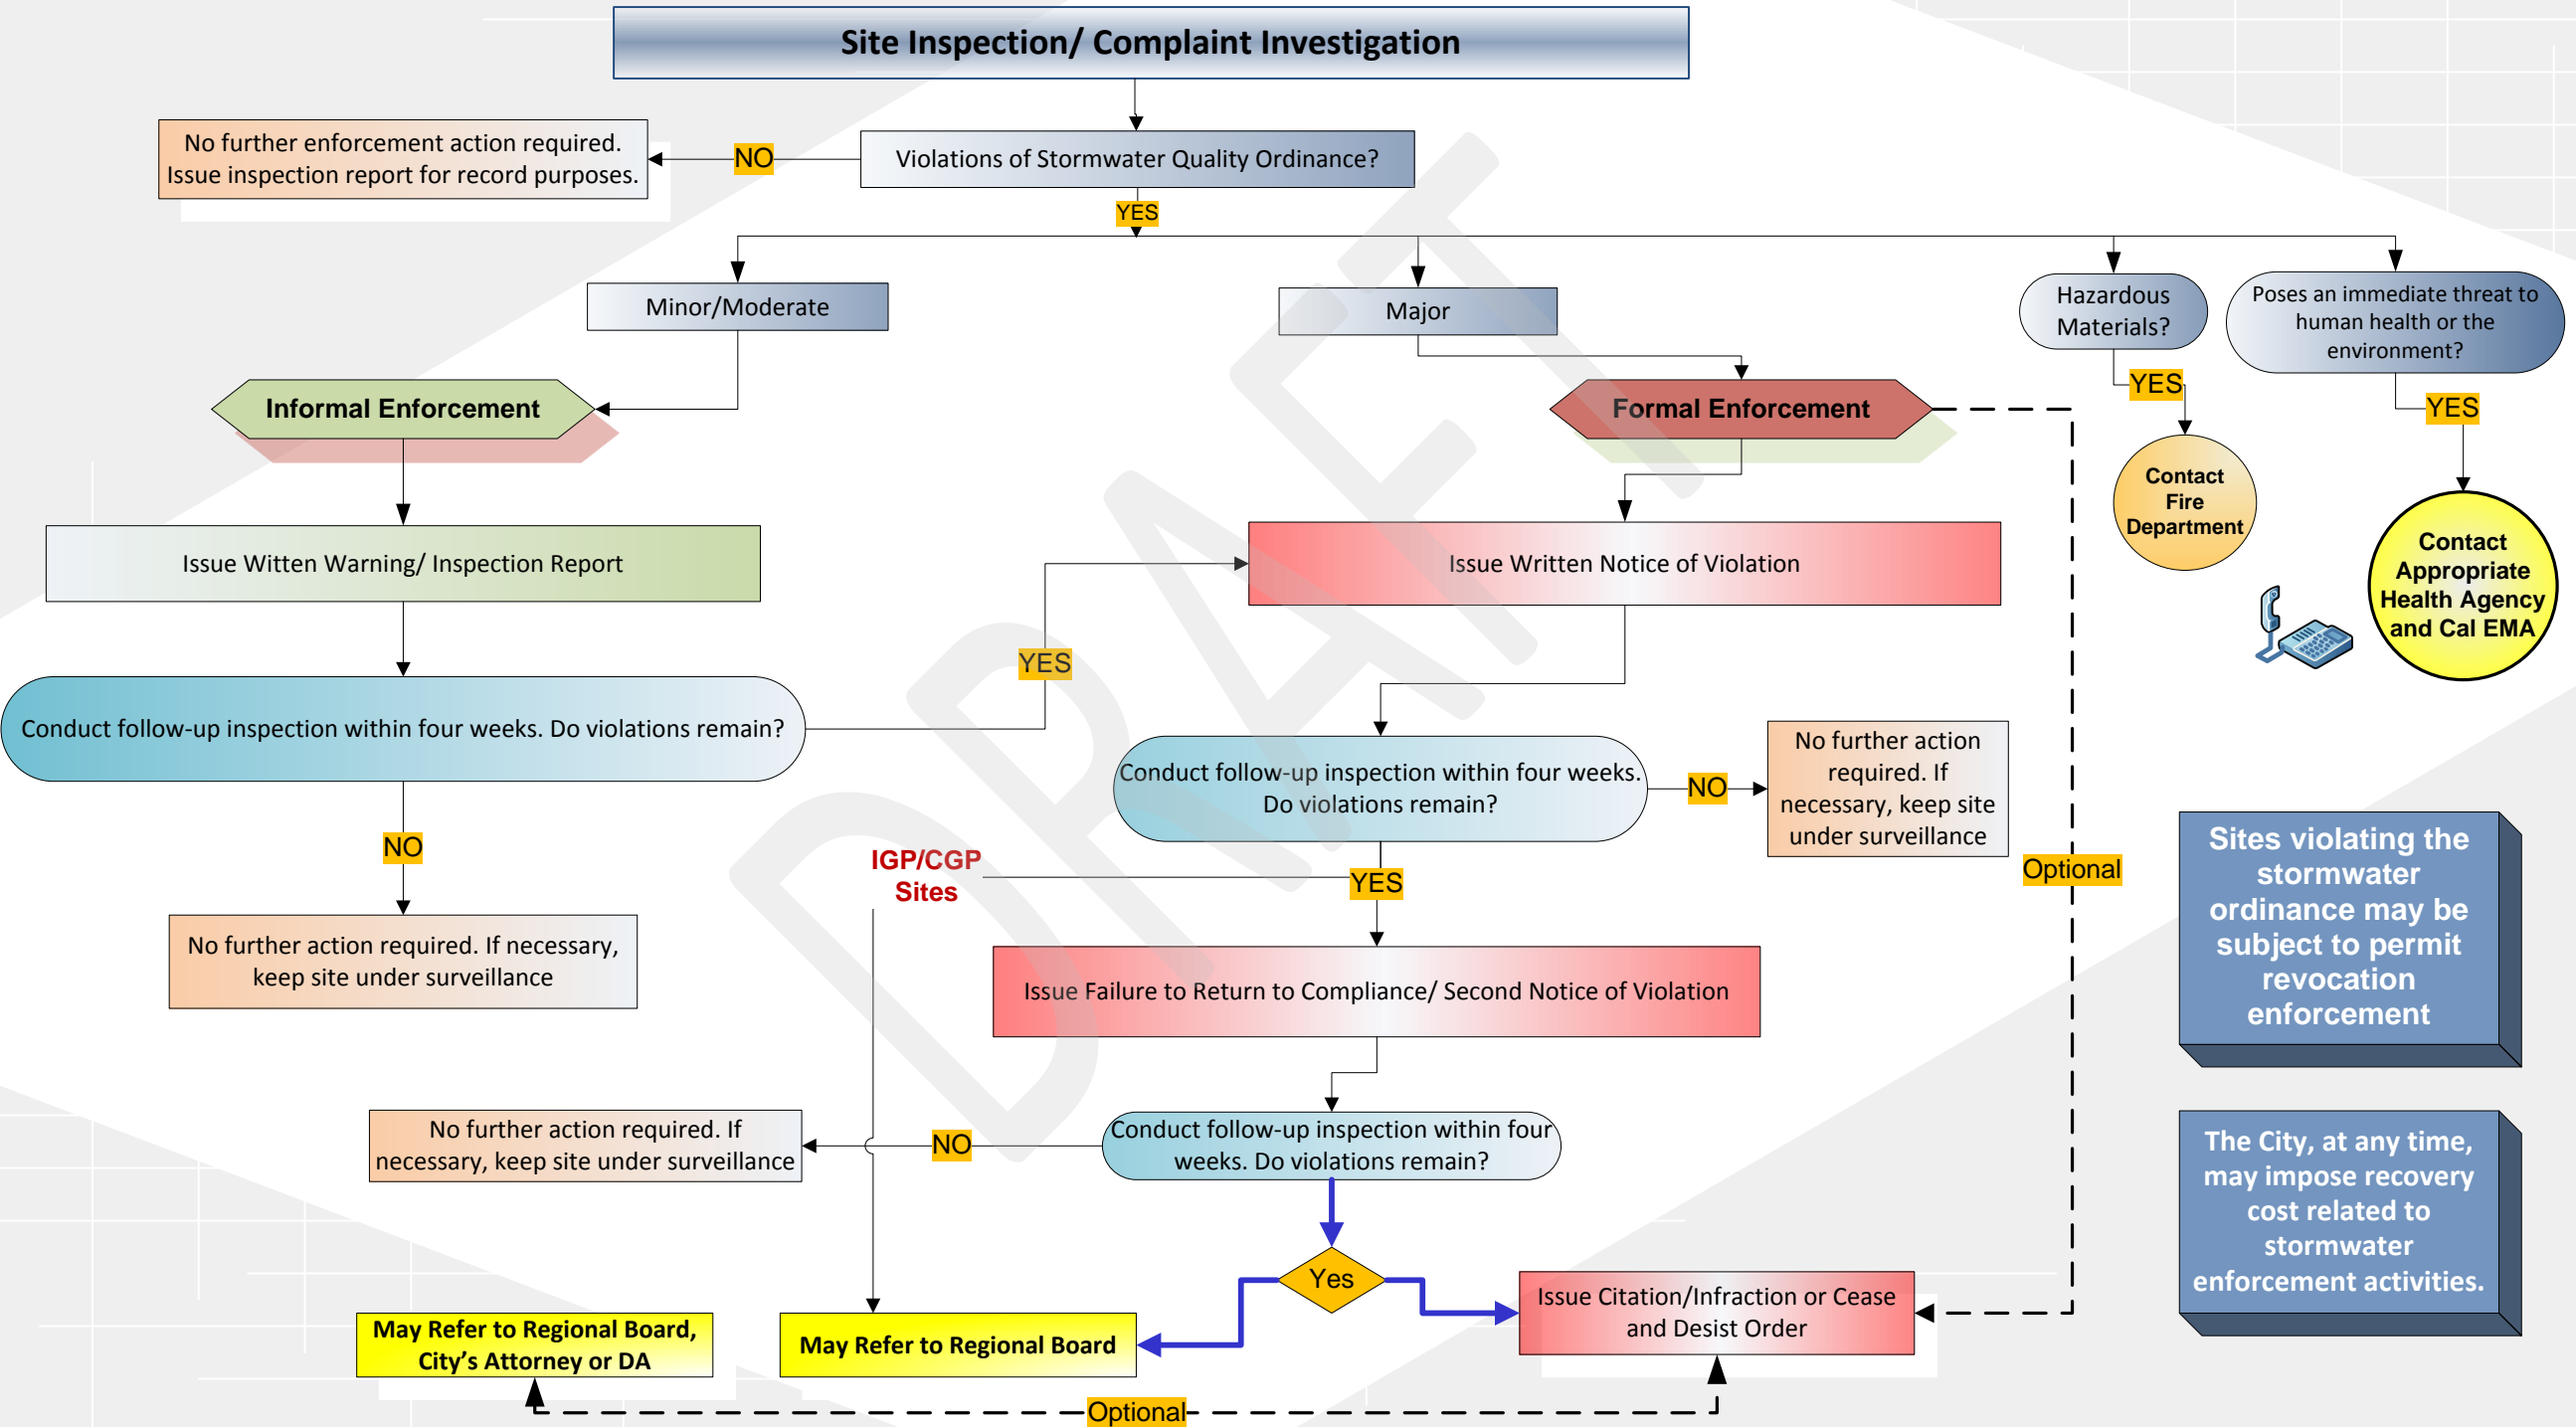 Site Inspection/ Complaint Investigation
No further enforcement action required.
Issue inspection report for record purposes.
NO
Violations of Stormwater Quality Ordinance?
YES
Minor/Moderate
Major
Hazardous
Materials?
Poses an immediate threat to
human health or the
environment?
YES
YES
Informal Enforcement
Formal Enforcement
Contact
Fire
Department
Contact
Appropriate
Health Agency
and Cal EMA
Issue Witten Warning/ Inspection Report
Issue Written Notice of Violation
YES
Conduct follow-up inspection within four weeks. Do violations remain?
Conduct follow-up inspection within four weeks.
Do violations remain?
NO
No further action
required. If
necessary, keep site
under surveillance
NO
IGP/CGP
Sites
YES
Optional
Sites violating the
stormwater
ordinance may be
subject to permit
revocation
enforcement
No further action required. If necessary,
keep site under surveillance
Issue Failure to Return to Compliance/ Second Notice of Violation
No further action required. If
necessary, keep site under surveillance
NO
Conduct follow-up inspection within four
weeks. Do violations remain?
The City, at any time,
may impose recovery
cost related to
stormwater
enforcement activities.
Yes
May Refer to Regional Board,
City's Attorney or DA
May Refer to Regional Board
Issue Citation/Infraction or Cease
and Desist Order
Optional
DRAFT